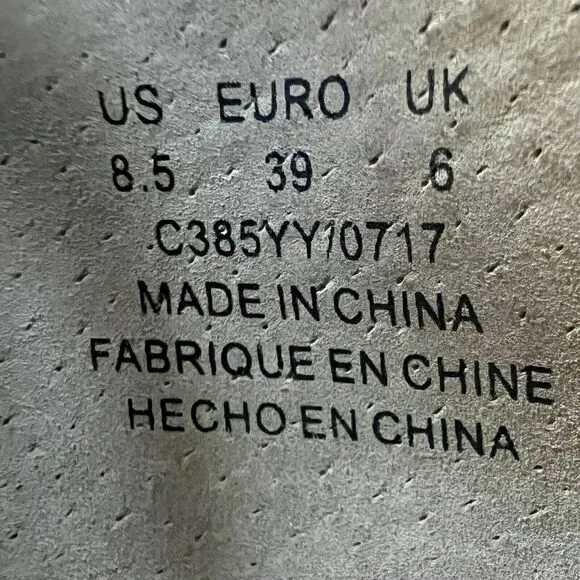 US EURO UK
8.5 39 6
C385YY10717
MADE IN CHINA
FABRIQUE EN CHINE
HECHO EN CHINA